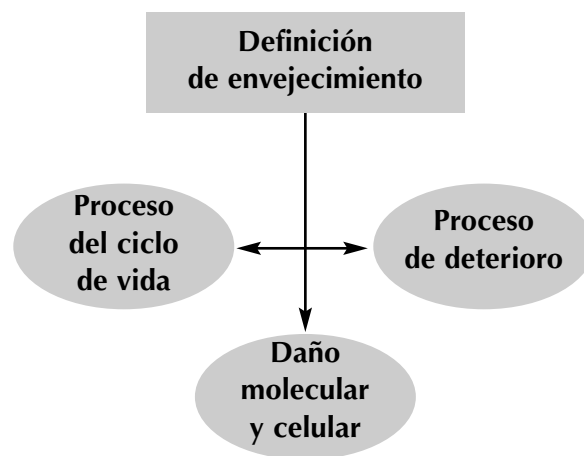 Definición
de envejecimiento
Proceso
del ciclo
de vida
Proceso
de deterioro
Daño
molecular
y celular